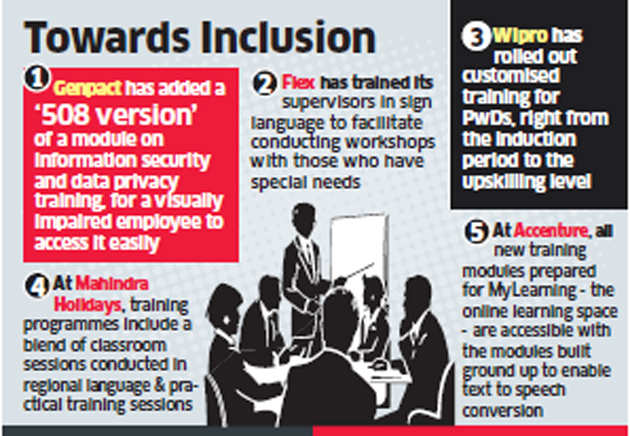 Towards Inclusion
1 Genpact has added a
‘508 version’
of a module on
information security
and data privacy
training, for a visually
impaired employee to
access it easily
2 Flex has trained its
supervisors in sign
language to facilitate
conducting workshops
with those who have
special needs
3 Wipro has
rolled out
customised
training for
PwDs, right from
the induction
period to the
upskilling level
4 At Mahindra
Holidays, training
programmes include a
blend of classroom
sessions conducted in
regional language & pra-
ctical training sessions
5 At Accenture, all
new training
modules prepared
for MyLearning - the
online learning space
- are accessible with
the modules built
ground up to enable
text to speech
conversion